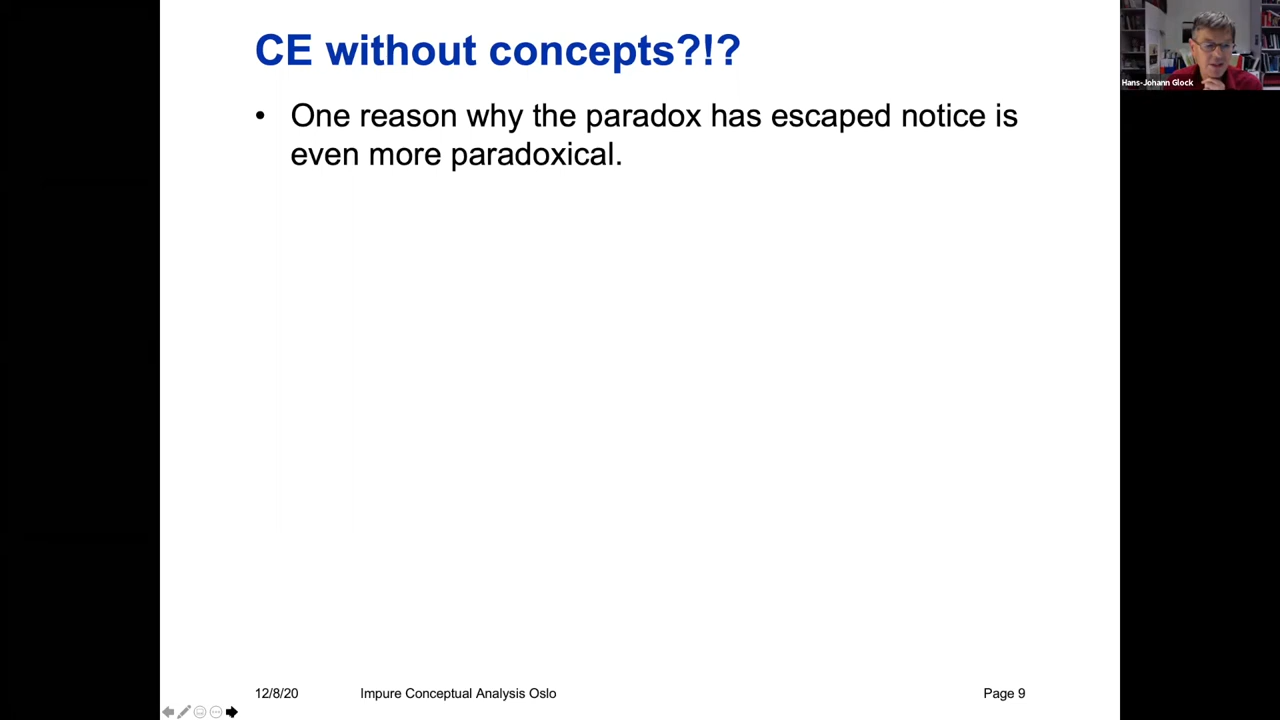 CE without concepts?!?
• One reason why the paradox has escaped notice is
even more paradoxical.
Hans-Johann Glock
12/8/20 Impure Conceptual Analysis Oslo Page 9